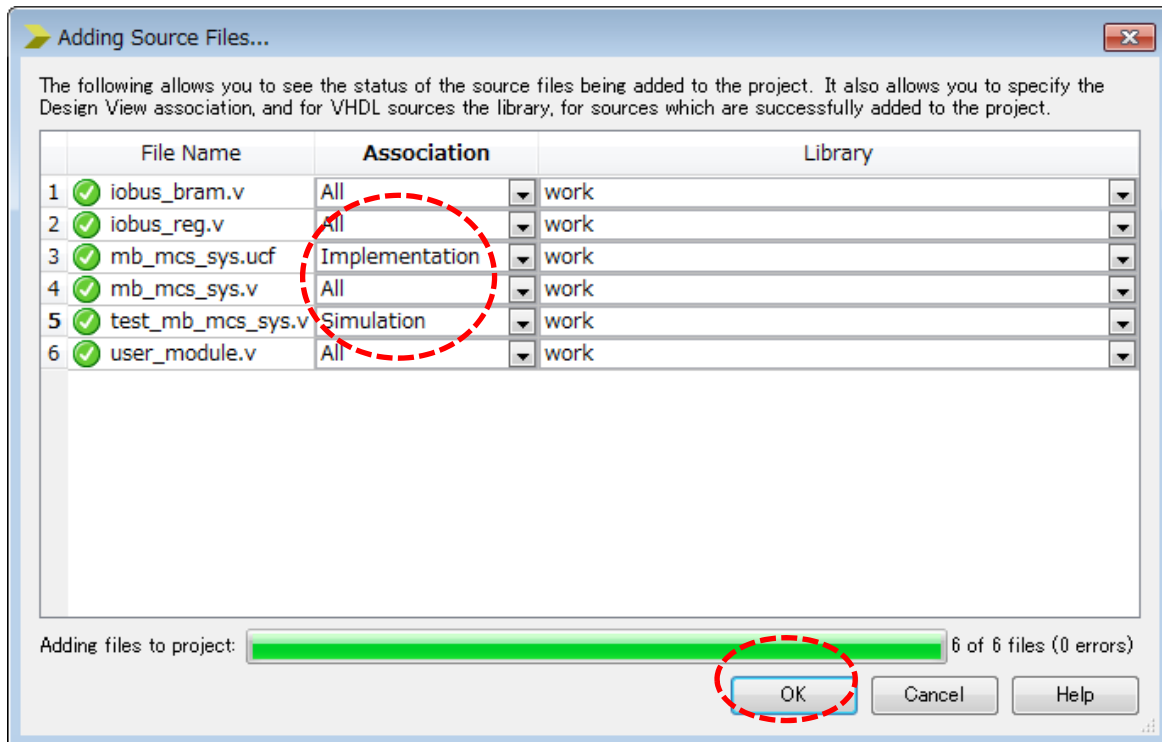 Adding Source Files...
The following allows you to see the status of the source files being added to the project. It also allows you to specify the
Design View association, and for VHDL sources the library, for sources which are successfully added to the project.
File Name Association Library
1 iobus_bram.v All work
2 iobus_reg.v All work
3 mb_mcs_sys.ucf Implementation work
4 mb_mcs_sys.v All work
5 test_mb_mcs_sys.v Simulation work
6 user_module.v All work
Adding files to project: 6 of 6 files (0 errors)
OK Cancel Help